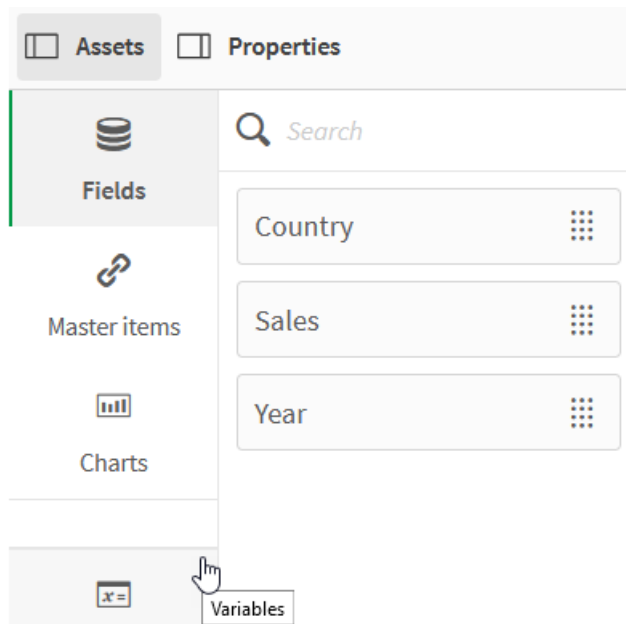 Assets Properties
Fields
Search
Country
Master items
Sales
Year
Charts
x=
Variables